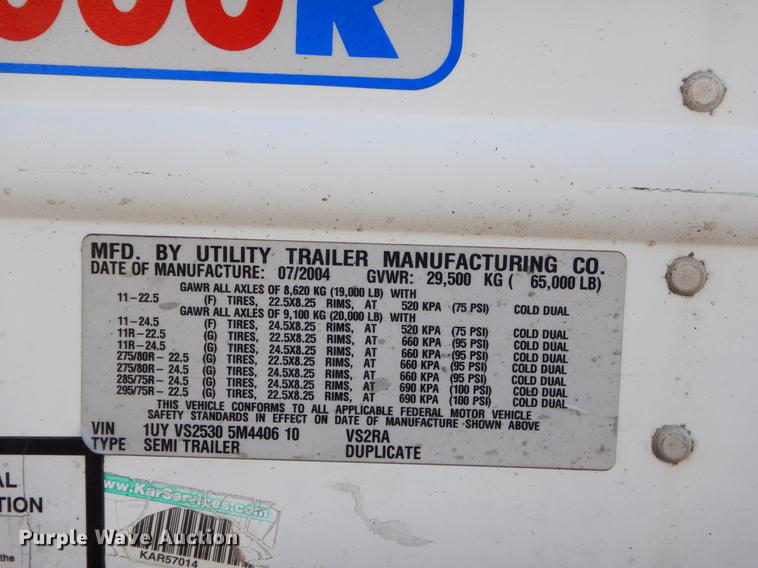 000R
MFD. BY UTILITY TRAILER MANUFACTURING CO.
DATE OF MANUFACTURE: 07/2004 GVWR: 29,500 KG ( 65,000 LB)
GAWR ALL AXLES OF 8,620 KG (19,000 LB) WITH
11-22.5 (F) TIRES, 22.5X8.25 RIMS, AT 520 KPA (75 PSI) COLD DUAL
GAWR ALL AXLES OF 9,100 KG (20,000 LB) WITH
11-24.5 (F) TIRES, 24.5X8.25 RIMS, AT 520 KPA (75 PSI) COLD DUAL
11R-22.5 (G) TIRES, 22.5X8.25 RIMS, AT 660 KPA (95 PSI) COLD DUAL
11R-24.5 (G) TIRES, 24.5X8.25 RIMS, AT 660 KPA (95 PSI) COLD DUAL
275/80R-22.5 (G) TIRES, 22.5X8.25 RIMS, AT 660 KPA (95 PSI) COLD DUAL
275/80R-24.5 (G) TIRES, 24.5X8.25 RIMS, AT 660 KPA (95 PSI) COLD DUAL
285/75R-24.5 (G) TIRES, 24.5X8.25 RIMS, AT 690 KPA (100 PSI) COLD DUAL
295/75R-22.5 (G) TIRES, 22.5X8.25 RIMS, AT 690 KPA (100 PSI) COLD DUAL
THIS VEHICLE CONFORMS TO ALL APPLICABLE FEDERAL MOTOR VEHICLE
SAFETY STANDARDS IN EFFECT ON DATE OF MANUFACTURE SHOWN ABOVE
VIN 1UY VS2530 5M4406 10 VS2RA
TYPE SEMI TRAILER DUPLICATE
AL
TION
the
www.KarServices.com
KAR57014
Purple Wave Auction